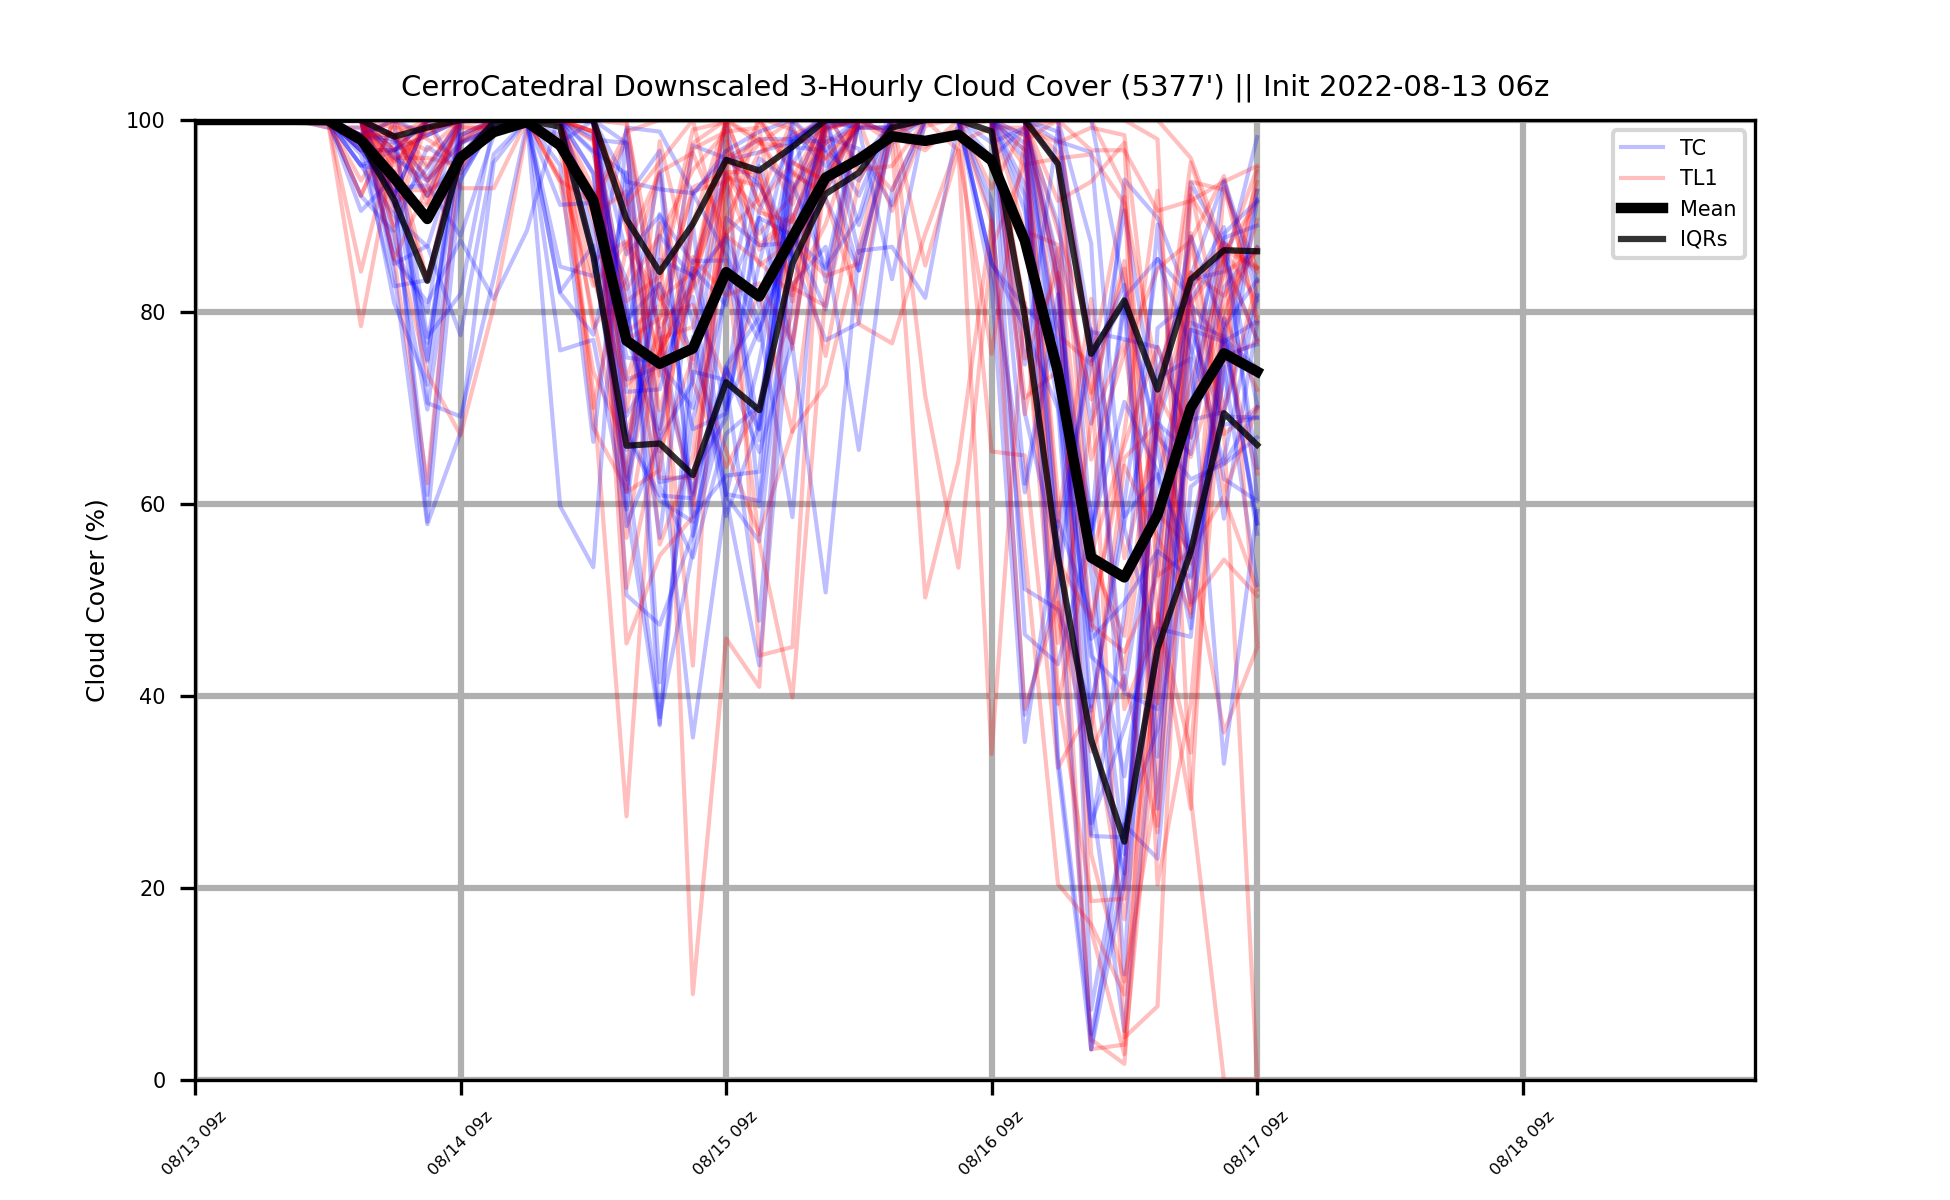 CerroCatedral Downscaled 3-Hourly Cloud Cover (5377') || Init 2022-08-13 06z
100
80
60
40
20
0
Cloud Cover (%)
TC
TL1
Mean
IQRs
08/13 09z
08/14 09z
08/15 09z
08/16 09z
08/17 09z
08/18 09z